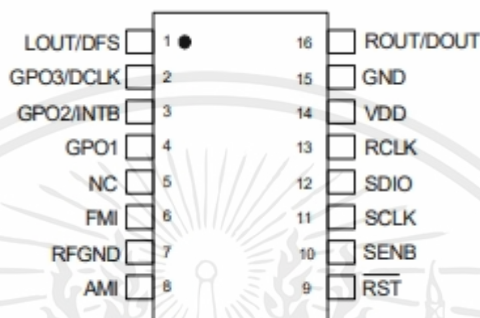 LOUT/DFS 1 16 ROUT/DOUT
GPO3/DCLK 2 15 GND
GPO2/INTB 3 14 VDD
GPO1 4 13 RCLK
NC 5 12 SDIO
FMI 6 11 SCLK
RFGND 7 10 SENB
AMI 8 9 RST